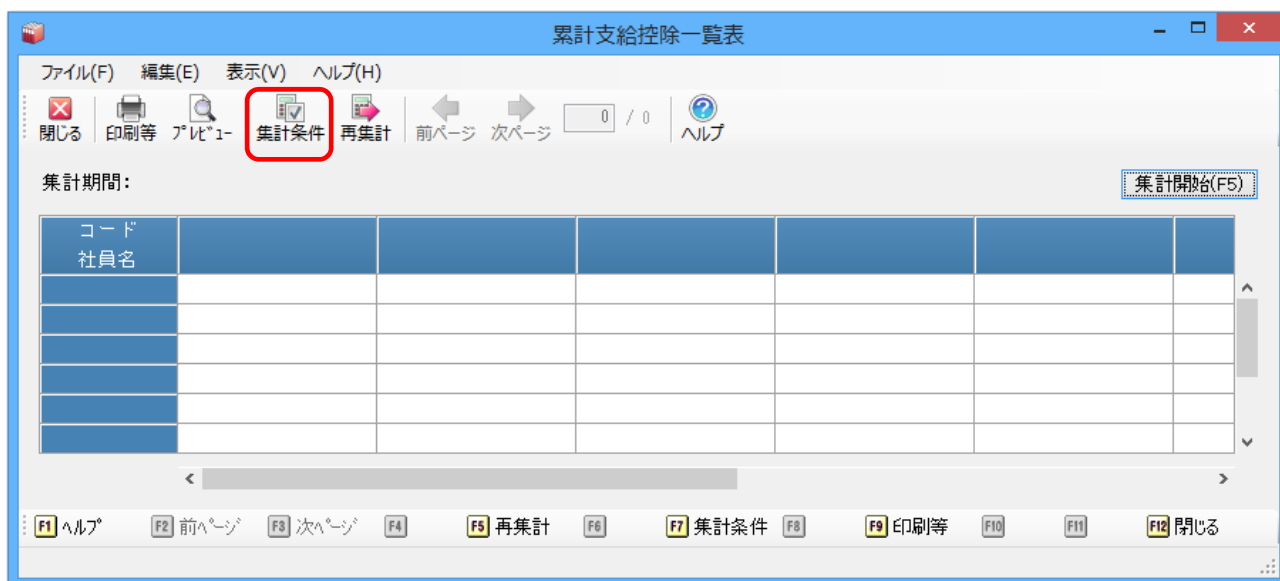 累計支給控除一覧表
ファイル(F) 編集(E) 表示(V) ヘルプ(H)
閉じる 印刷等 プレビュー 集計条件 再集計 前ページ 次ページ 0 / 0 ヘルプ
集計期間: 集計開始(F5)
コード
社員名
F1 ヘルプ F2 前ページ F3 次ページ F4 F5 再集計 F6 F7 集計条件 F8 F9 印刷等 F10 F11 F12 閉じる